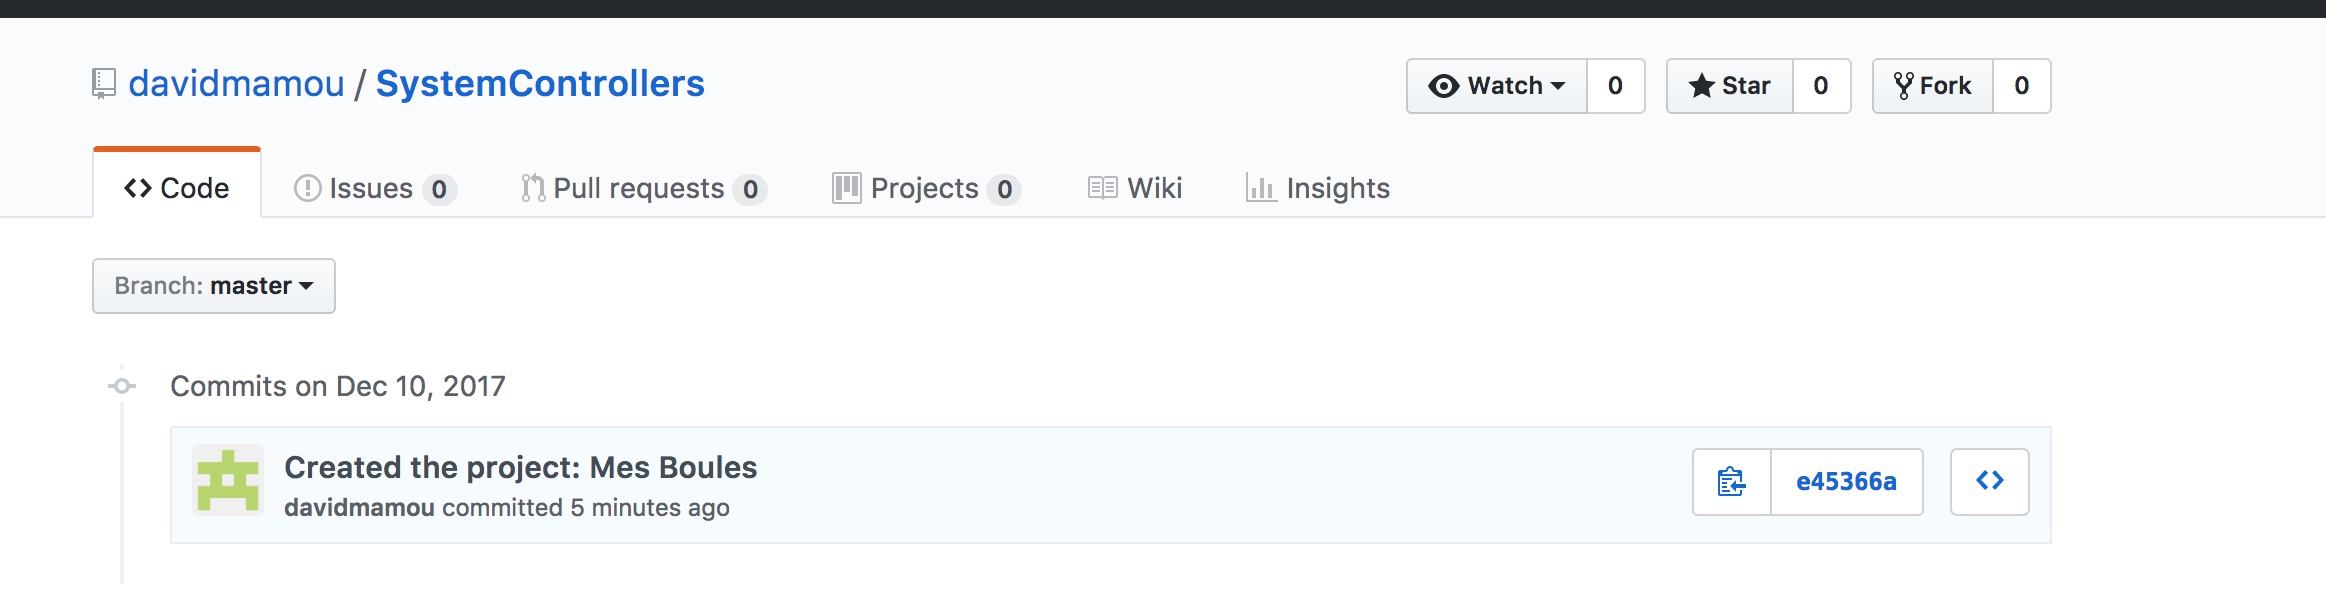 davidmamou / SystemControllers
Watch 0 Star 0 Fork 0
Code Issues 0 Pull requests 0 Projects 0 Wiki Insights
Branch: master
Commits on Dec 10, 2017
Created the project: Mes Boules
davidmamou committed 5 minutes ago
e45366a